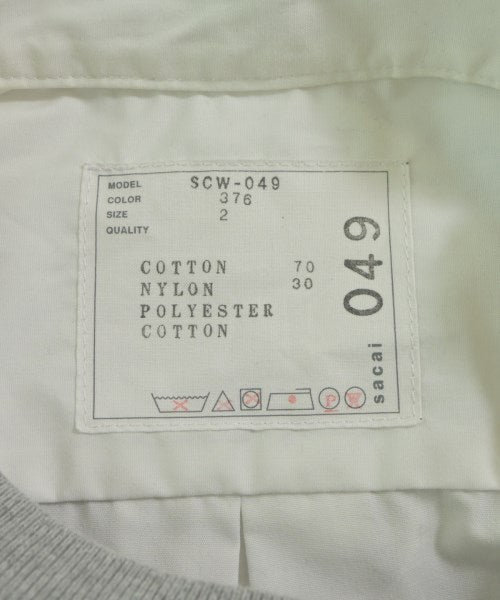 MODEL SCW-049
COLOR 376
SIZE 2
QUALITY
COTTON 70
NYLON 30
POLYESTER
COTTON
P W
sacai 049